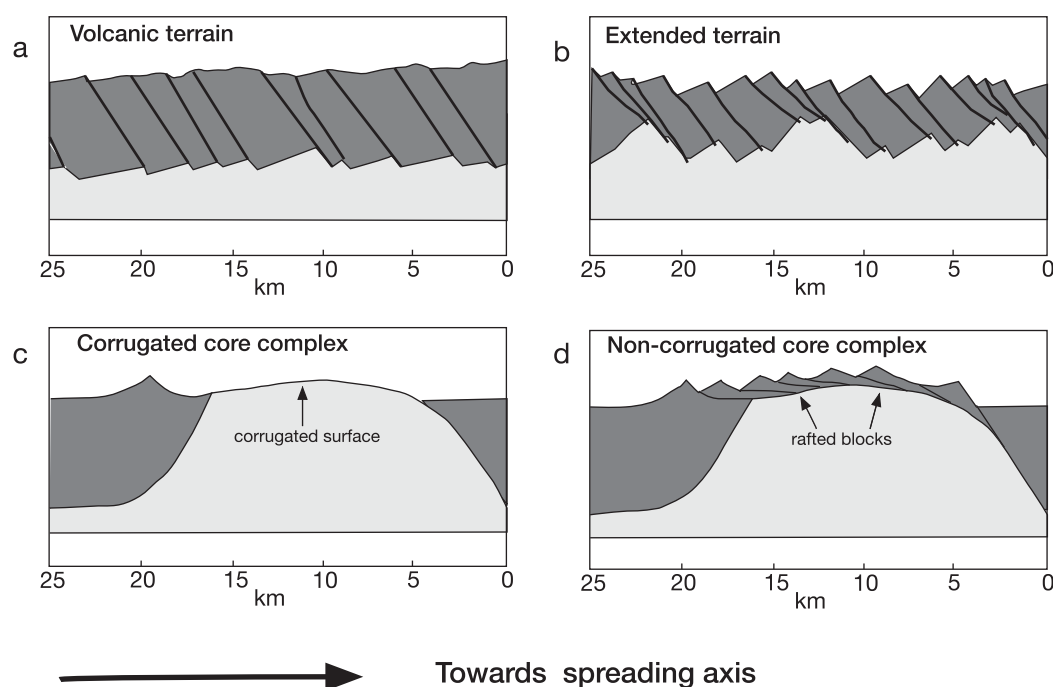 a
Volcanic terrain
25 20 15 10 5 0
km
b
Extended terrain
25 20 15 10 5 0
km
c
Corrugated core complex
corrugated surface
25 20 15 10 5 0
km
d
Non-corrugated core complex
rafted blocks
25 20 15 10 5 0
km
Towards spreading axis